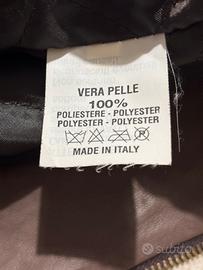 VERA PELLE
100%
POLIESTERE - POLYESTER
POLYESTER - POLYESTER
MADE IN ITALY
subito